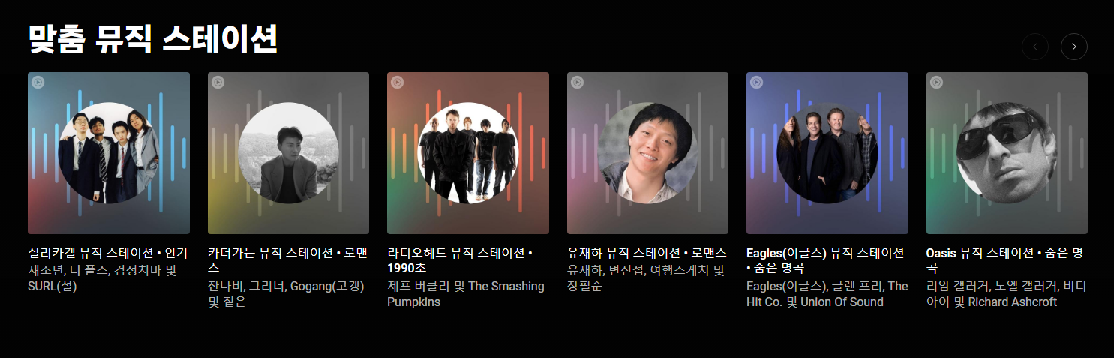 맞춤 뮤직 스테이션
실리카겔 뮤직 스테이션 • 인기
새소년, 더 폴스, 검정치마 및
SURL(설)
카더가든 뮤직 스테이션 • 로맨
스
잔나비, 그리너, Gogang(고갱)
및 짙은
라디오헤드 뮤직 스테이션 •
1990초
제프 버클리 및 The Smashing
Pumpkins
유재하 뮤직 스테이션 • 로맨스
유재하, 변진섭, 여행스케치 및
장필순
Eagles(이글스) 뮤직 스테이션
• 숨은 명곡
Eagles(이글스), 글렌 프리, The
Hit Co. 및 Union Of Sound
Oasis 뮤직 스테이션 • 숨은 명
곡
리암 갤러거, 노엘 갤러거, 비디
아이 및 Richard Ashcroft